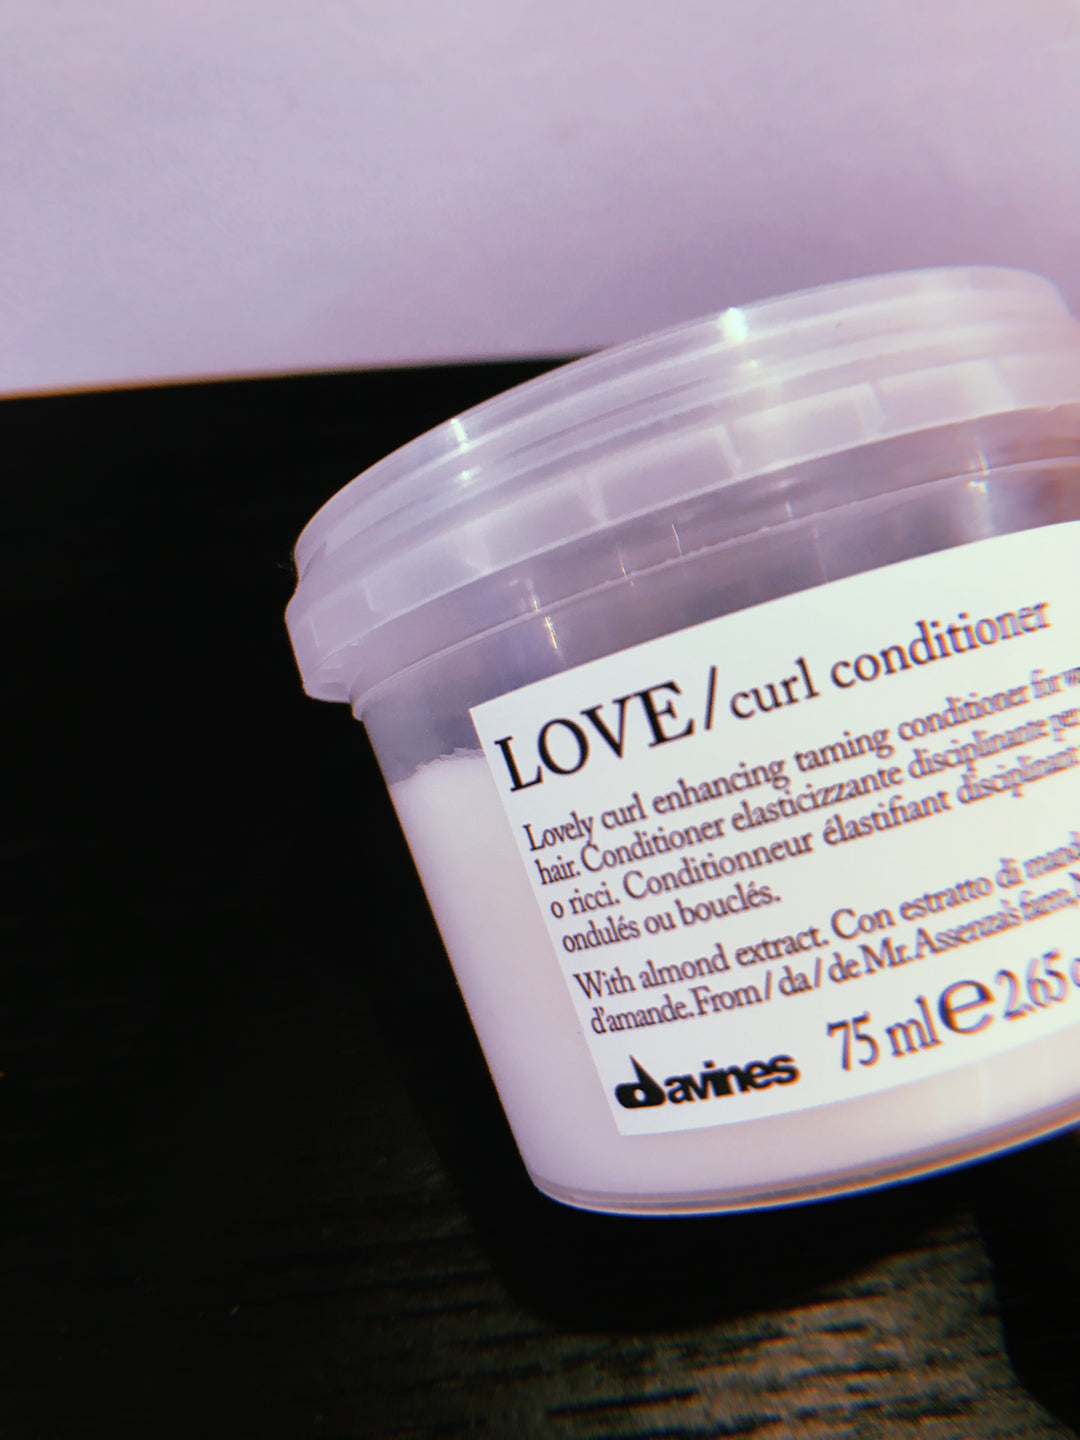 LOVE/curl conditioner
Lovely curl enhancing taming conditioner for
hair. Conditioner elasticizzante disciplinante per
o ricci. Conditionneur élastifiant disciplinant
ondulés ou bouclés.
With almond extract. Con estratto di
d'amande. From/da/de Mr. Assenza's farm,
davines 75 ml e 2.65